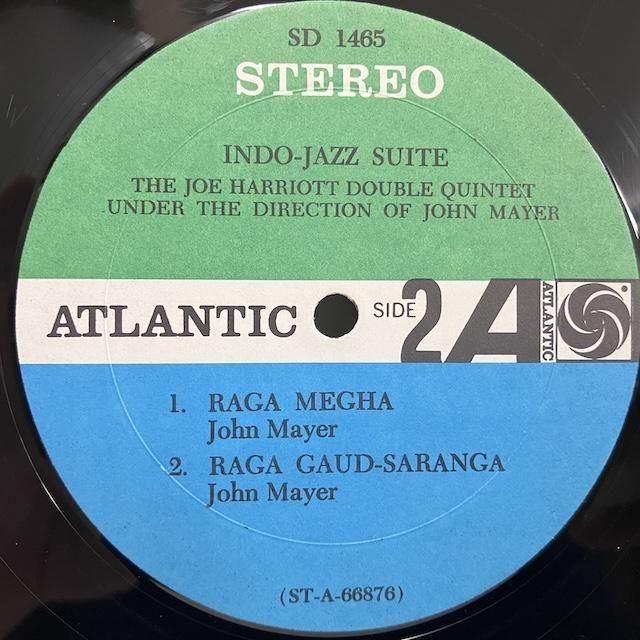 SD 1465
STEREO
INDO-JAZZ SUITE
THE JOE HARRIOTT DOUBLE QUINTET
UNDER THE DIRECTION OF JOHN MAYER
ATLANTIC SIDE 2 A ATLANTIC
1. RAGA MEGHA
John Mayer
2. RAGA GAUD-SARANGA
John Mayer
(ST-A-66876)